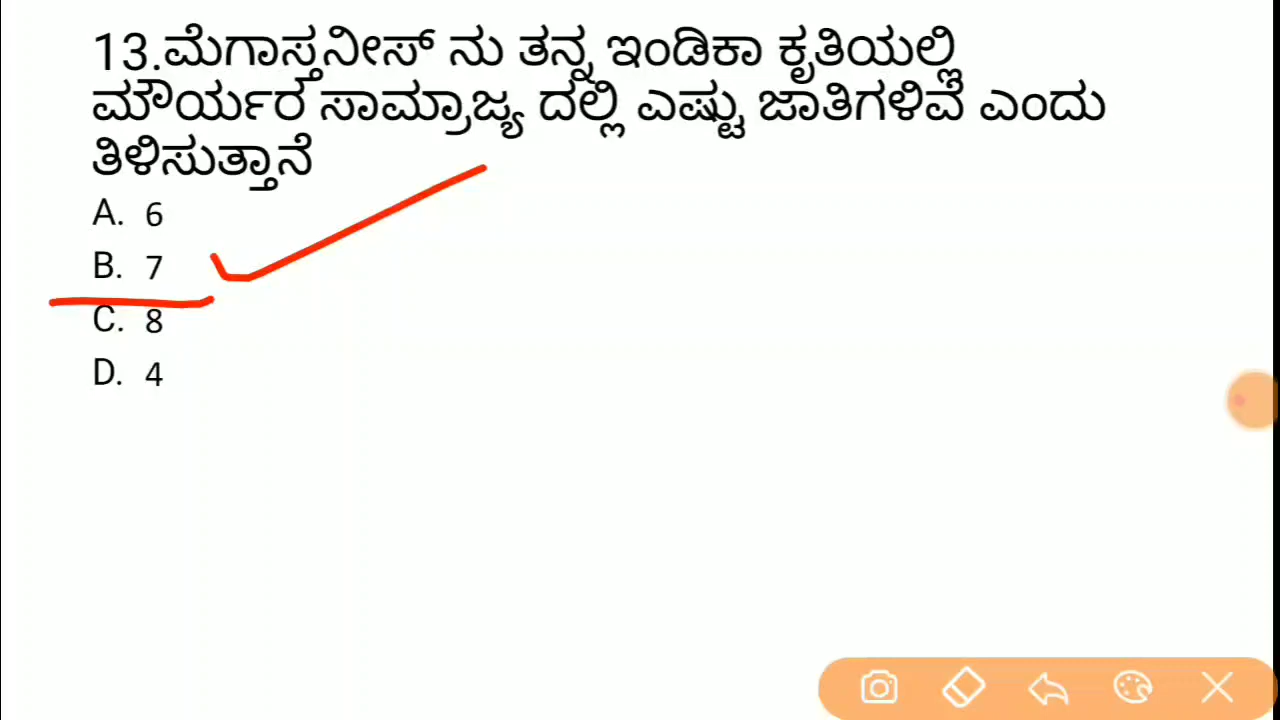 13.ಮೆಗಾಸ್ತನೀಸ್ ನು ತನ್ನ ಇಂಡಿಕಾ ಕೃತಿಯಲ್ಲಿ
ಮೌರ್ಯರ ಸಾಮ್ರಾಜ್ಯ ದಲ್ಲಿ ಎಷ್ಟು ಜಾತಿಗಳಿವೆ ಎಂದು
ತಿಳಿಸುತ್ತಾನೆ
A. 6
B. 7
C. 8
D. 4